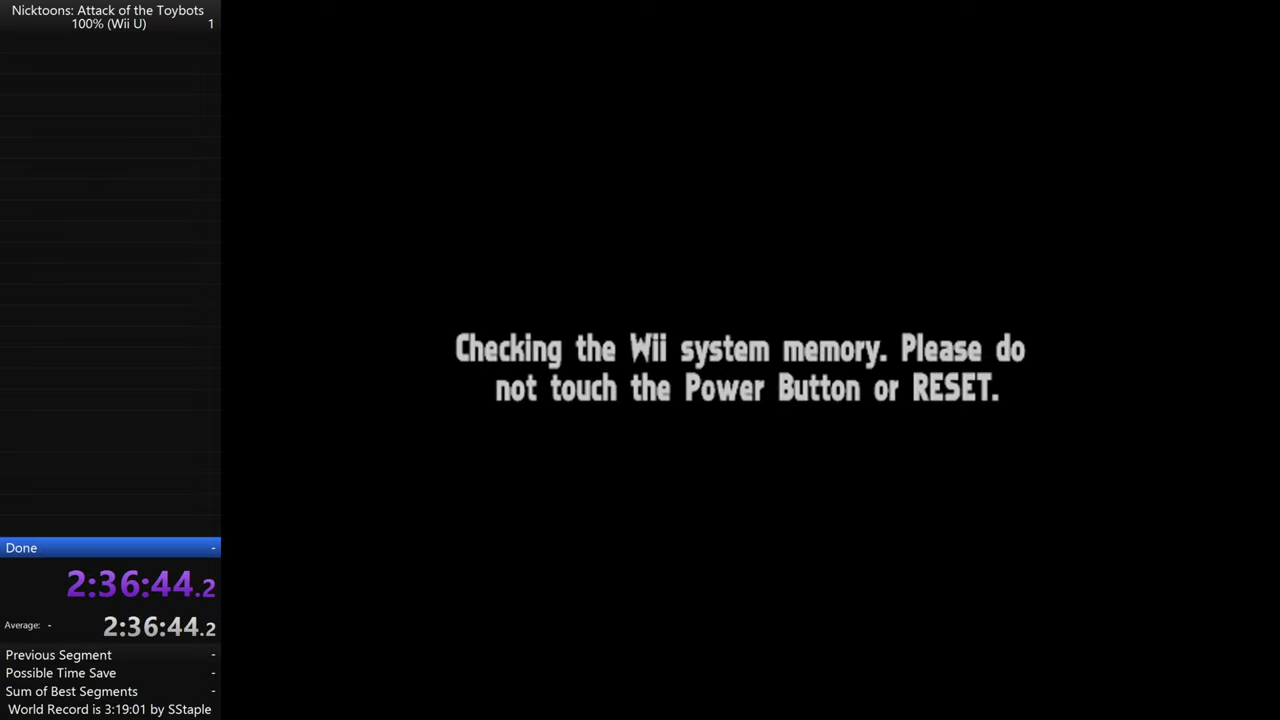 Nicktoons: Attack of the Toybots
100% (Wii U) 1
Checking the Wii system memory. Please do
not touch the Power Button or RESET.
Done -
2:36:44.2
Average: - 2:36:44.2
Previous Segment -
Possible Time Save -
Sum of Best Segments -
World Record is 3:19:01 by SStaple